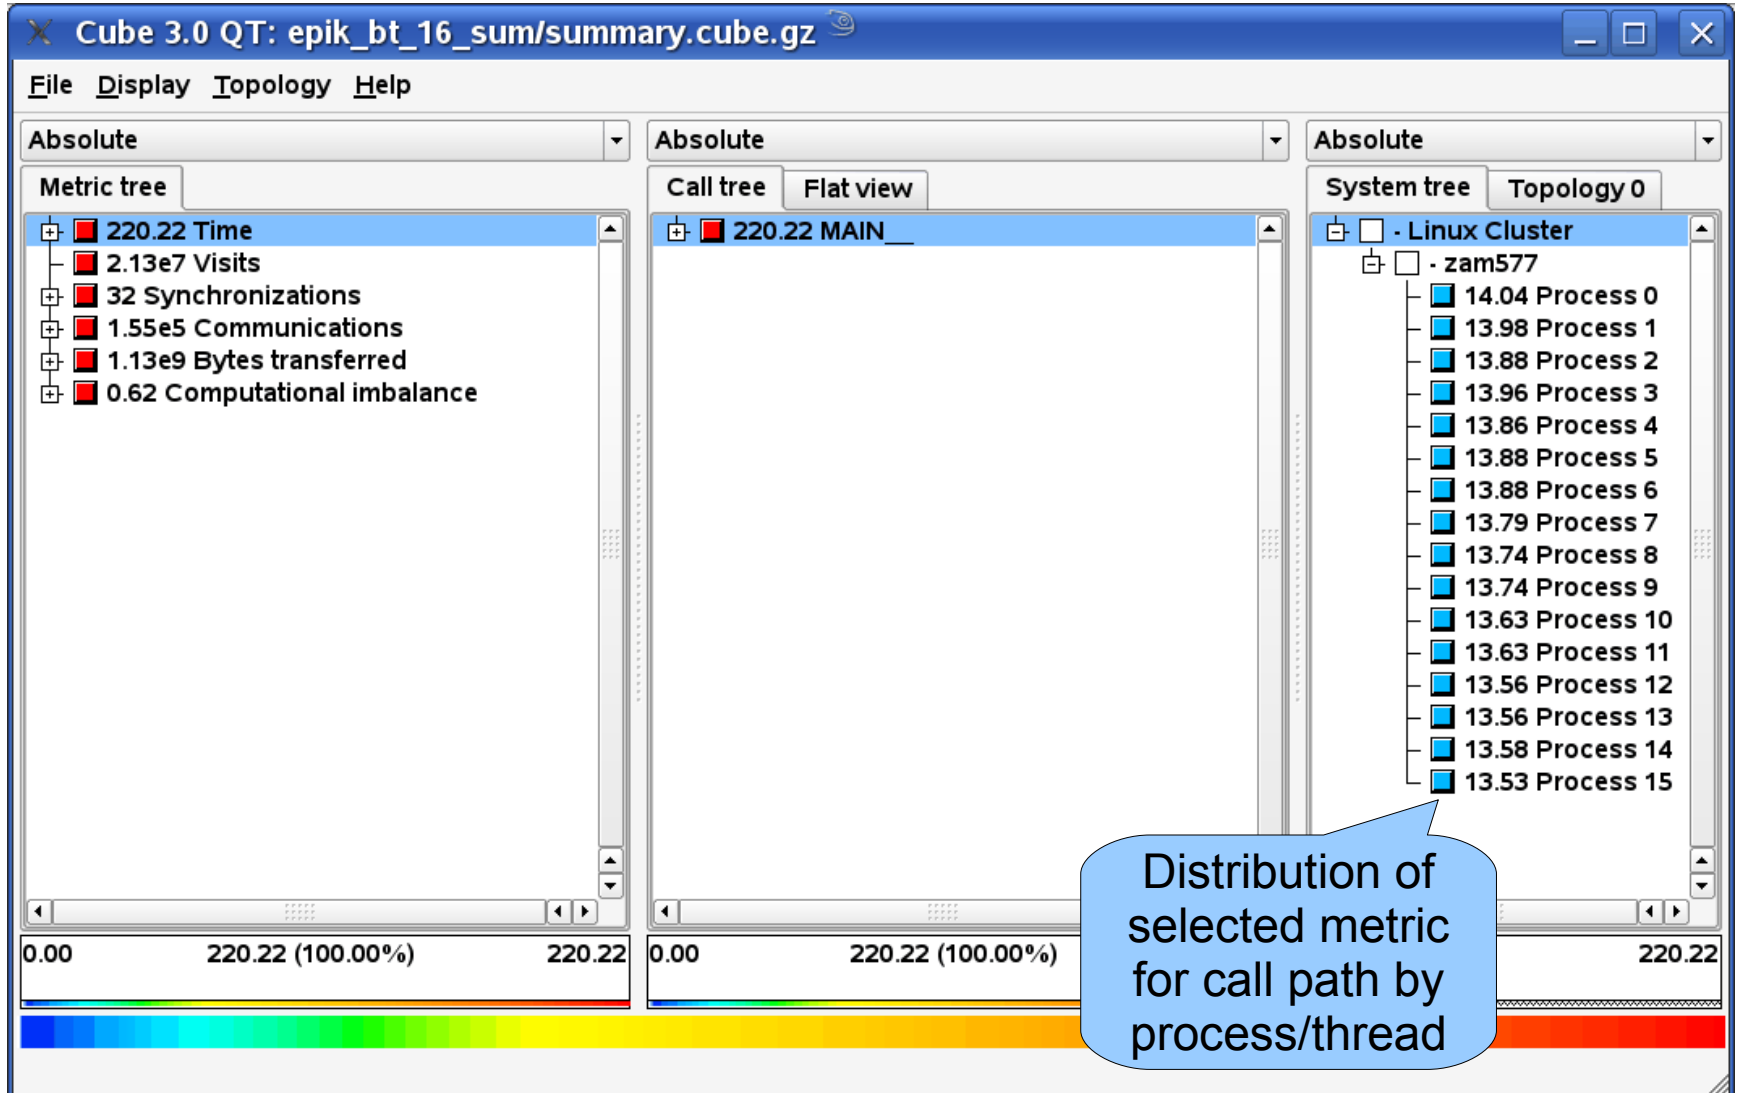 Cube 3.0 QT: epik_bt_16_sum/summary.cube.gz
File Display Topology Help
Absolute
Absolute
Absolute
Metric tree
Call tree
Flat view
System tree
Topology 0
220.22 Time
2.13e7 Visits
32 Synchronizations
1.55e5 Communications
1.13e9 Bytes transferred
0.62 Computational imbalance
220.22 MAIN__
- Linux Cluster
- zam577
14.04 Process 0
13.98 Process 1
13.88 Process 2
13.96 Process 3
13.86 Process 4
13.88 Process 5
13.88 Process 6
13.79 Process 7
13.74 Process 8
13.74 Process 9
13.63 Process 10
13.63 Process 11
13.56 Process 12
13.56 Process 13
13.58 Process 14
13.53 Process 15
Distribution of
selected metric
for call path by
process/thread
0.00 220.22 (100.00%) 220.22
0.00 220.22 (100.00%)
220.22